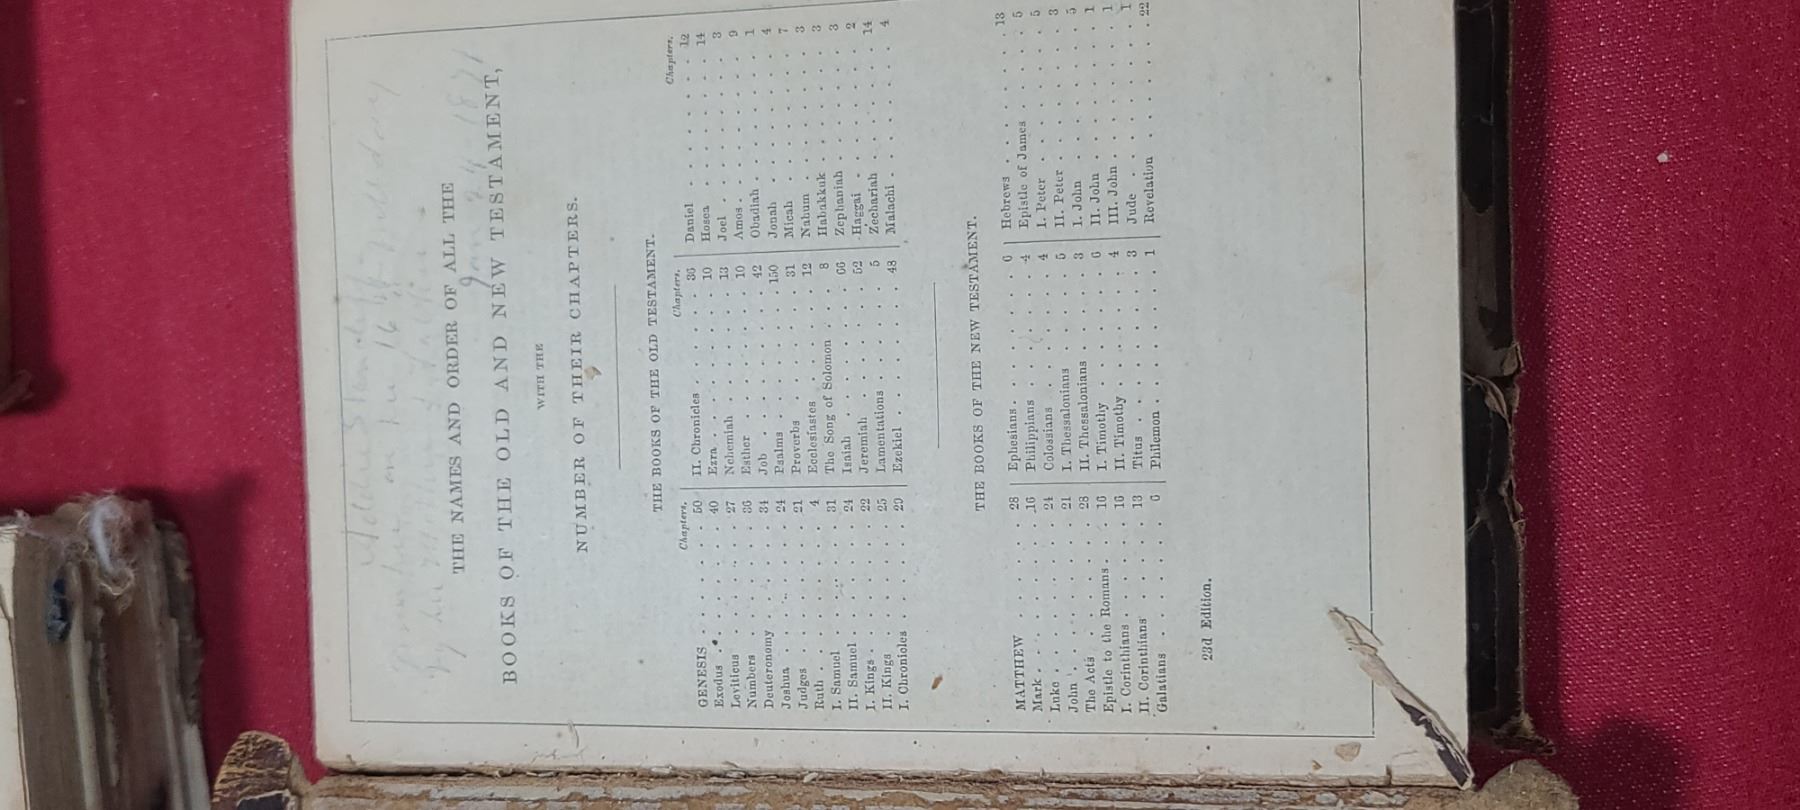 THE NAMES AND ORDER OF ALL THE
BOOKS OF THE OLD AND NEW TESTAMENT,
WITH THE
NUMBER OF THEIR CHAPTERS.
THE BOOKS OF THE OLD TESTAMENT.
Chapters.
GENESIS . . . . . . 50
Exodus . . . . . . 40
Leviticus . . . . . . 27
Numbers . . . . . . 36
Deuteronomy . . . . . 34
Joshua . . . . . . 24
Judges . . . . . . 21
Ruth . . . . . . 4
I. Samuel . . . . . 31
II. Samuel . . . . . 24
I. Kings . . . . . . 22
II. Kings . . . . . . 25
I. Chronicles . . . . . 29
Chapters.
II. Chronicles . . . . . 36
Ezra . . . . . . 10
Nehemiah . . . . . . 13
Esther . . . . . . 10
Job . . . . . . 42
Psalms . . . . . . 150
Proverbs . . . . . . 31
Ecclesiastes . . . . . 12
The Song of Solomon . . . 8
Isaiah . . . . . . 66
Jeremiah . . . . . . 52
Lamentations . . . . . 5
Ezekiel . . . . . . 48
Chapters.
Daniel . . . . . . 12
Hosea . . . . . . 14
Joel . . . . . . 3
Amos . . . . . . 9
Obadiah . . . . . . 1
Jonah . . . . . . 4
Micah . . . . . . 7
Nahum . . . . . . 3
Habakkuk . . . . . . 3
Zephaniah . . . . . . 3
Haggai . . . . . . 2
Zechariah . . . . . . 14
Malachi . . . . . . 4
THE BOOKS OF THE NEW TESTAMENT.
MATTHEW . . . . . . 28
Mark . . . . . . 16
Luke . . . . . . 24
John . . . . . . 21
The Acts . . . . . . 28
Epistle to the Romans . . . 16
I. Corinthians . . . . . 16
II. Corinthians . . . . . 13
Galatians . . . . . . 6
Ephesians . . . . . . 6
Philippians . . . . . 4
Colossians . . . . . . 4
I. Thessalonians . . . . . 5
II. Thessalonians . . . . . 3
I. Timothy . . . . . . 6
II. Timothy . . . . . . 4
Titus . . . . . . 3
Philemon . . . . . . 1
Hebrews . . . . . . 13
Epistle of James . . . . . 5
I. Peter . . . . . . 5
II. Peter . . . . . . 3
I. John . . . . . . 5
II. John . . . . . . 1
III. John . . . . . . 1
Jude . . . . . . 1
Revelation . . . . . . 22
23d Edition.